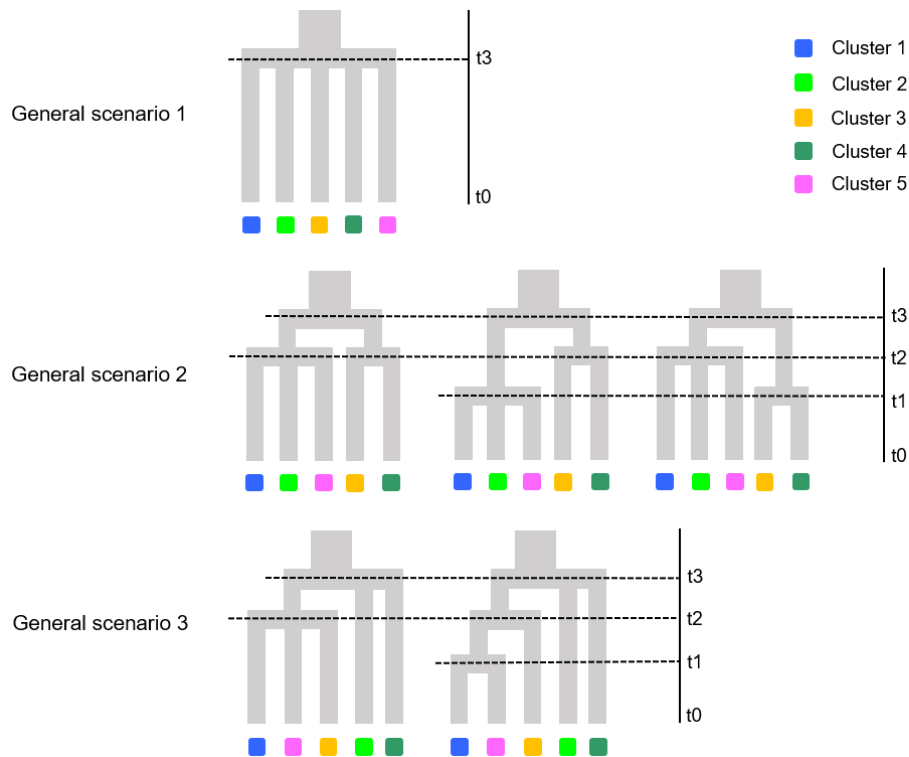 t3
Cluster 1
Cluster 2
General scenario 1
Cluster 3
Cluster 4
Cluster 5
t0
t3
t2
General scenario 2
t1
t0
t3
t2
General scenario 3
t1
t0